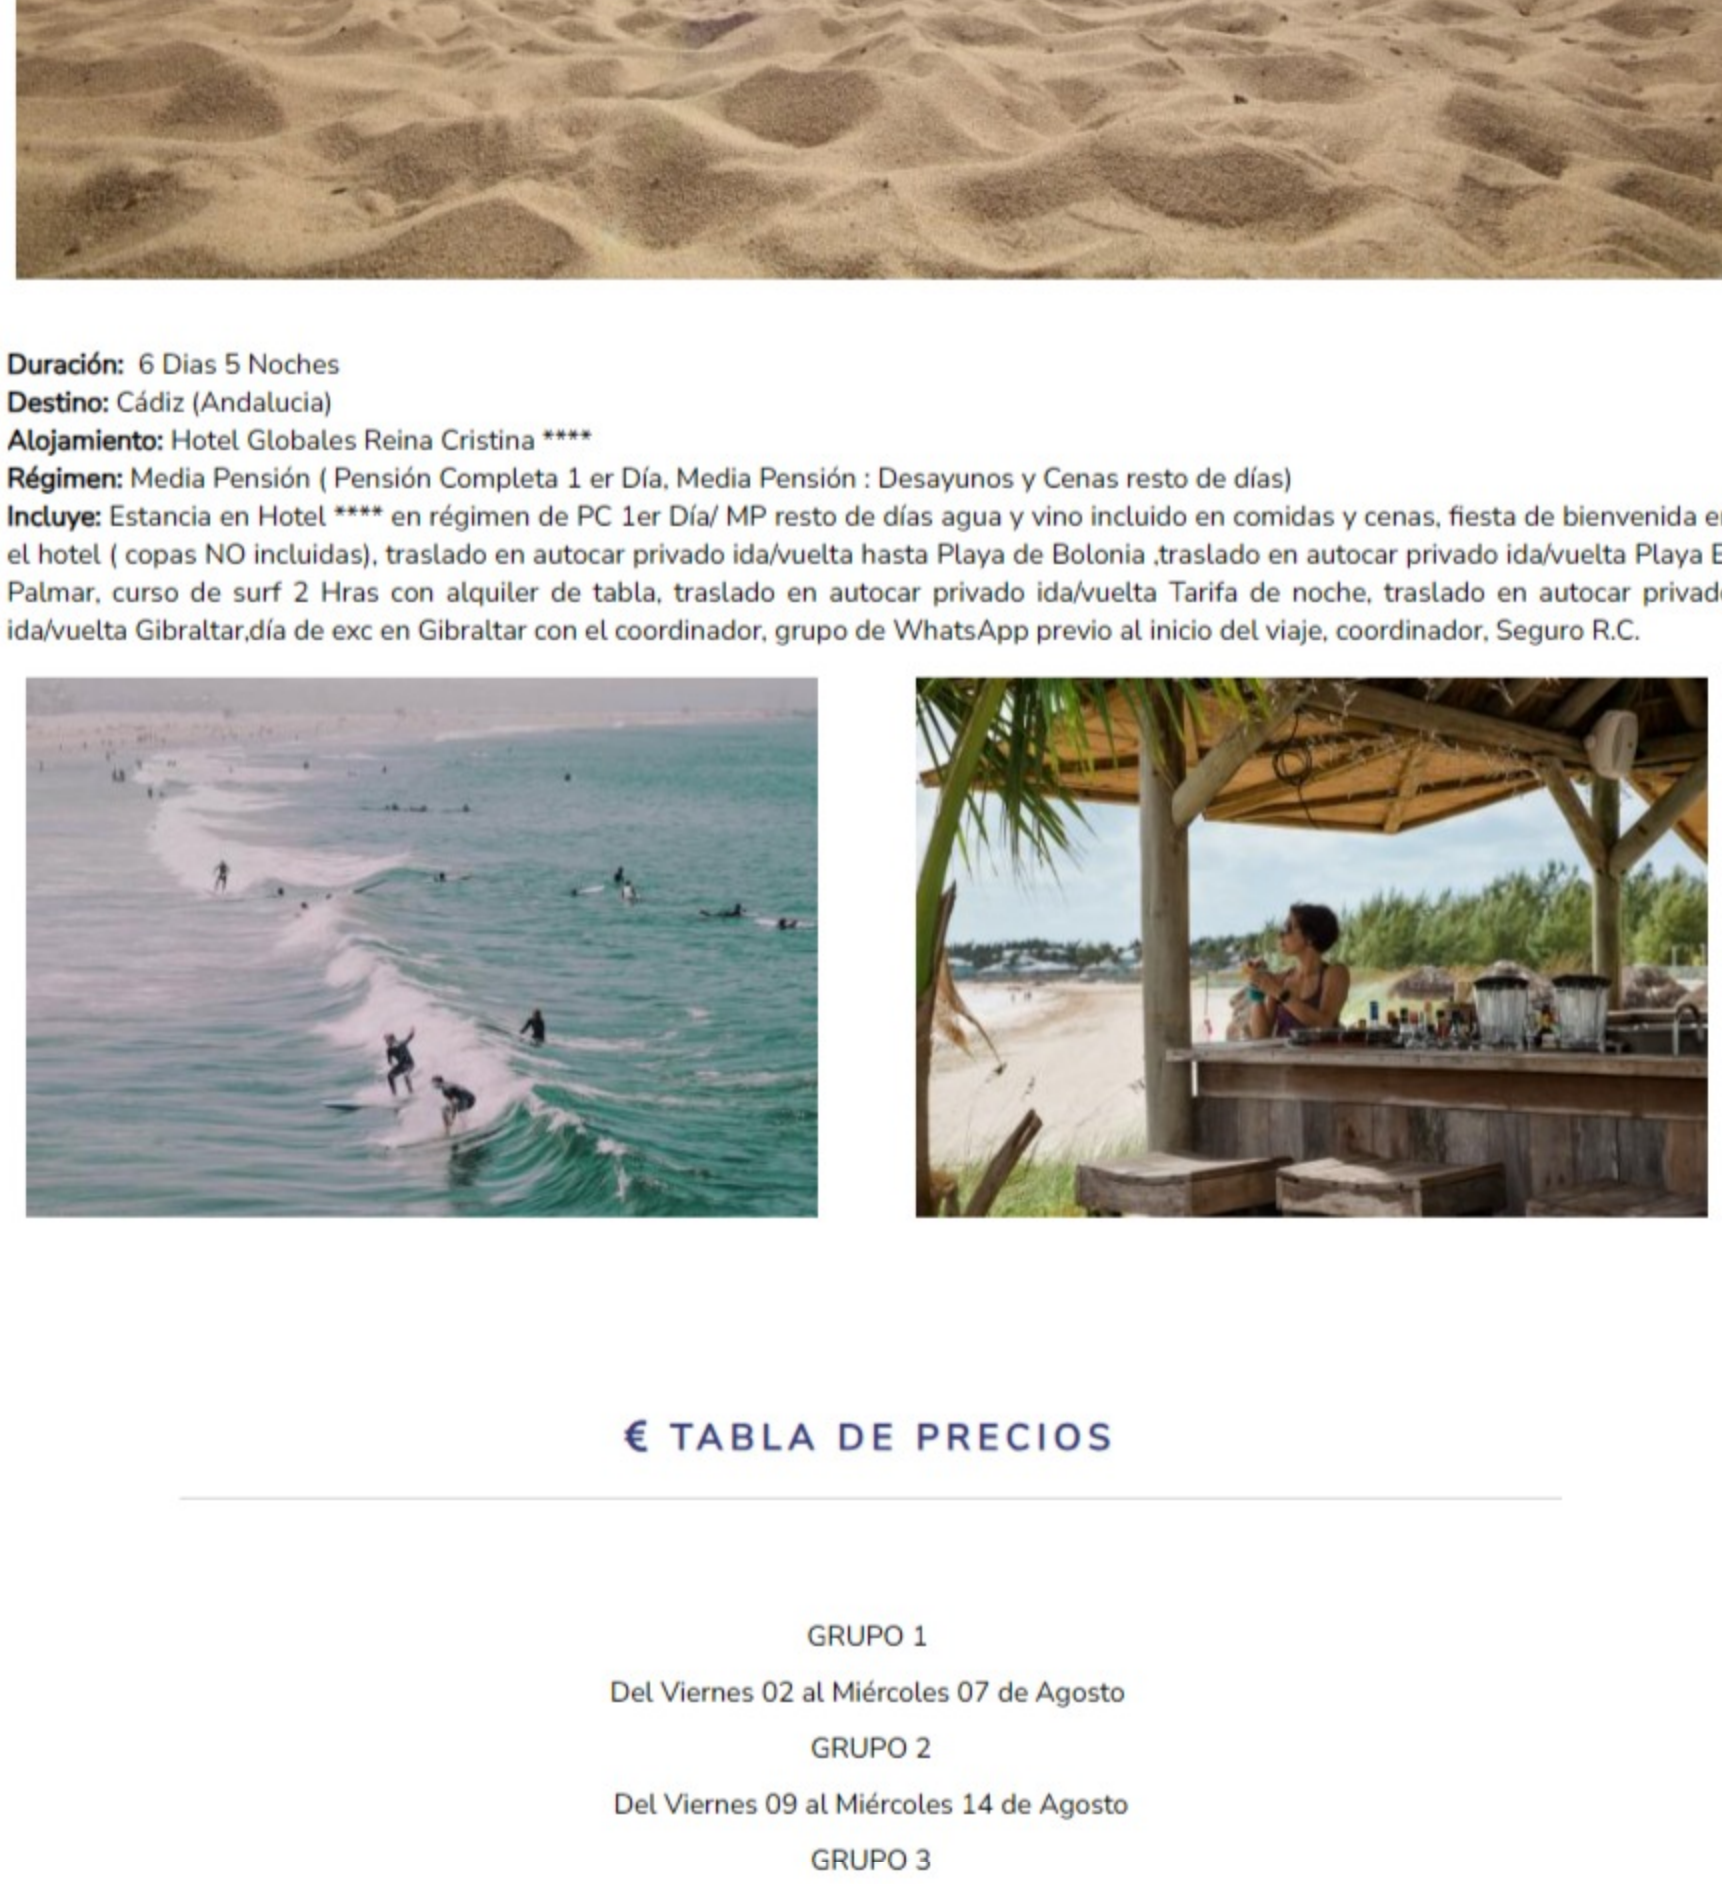 Duración: 6 Dias 5 Noches
Destino: Cádiz (Andalucia)
Alojamiento: Hotel Globales Reina Cristina ****
Régimen: Media Pensión ( Pensión Completa 1 er Día, Media Pensión : Desayunos y Cenas resto de días)
Incluye: Estancia en Hotel **** en régimen de PC 1er Día/ MP resto de días agua y vino incluido en comidas y cenas, fiesta de bienvenida
el hotel ( copas NO incluidas), traslado en autocar privado ida/vuelta hasta Playa de Bolonia ,traslado en autocar privado ida/vuelta Playa
Palmar, curso de surf 2 Hras con alquiler de tabla, traslado en autocar privado ida/vuelta Tarifa de noche, traslado en autocar
ida/vuelta Gibraltar,día de exc en Gibraltar con el coordinador, grupo de WhatsApp previo al inicio del viaje, coordinador, Seguro R.C.
€ TABLA DE PRECIOS
GRUPO 1
Del Viernes 02 al Miércoles 07 de Agosto
GRUPO 2
Del Viernes 09 al Miércoles 14 de Agosto
GRUPO 3